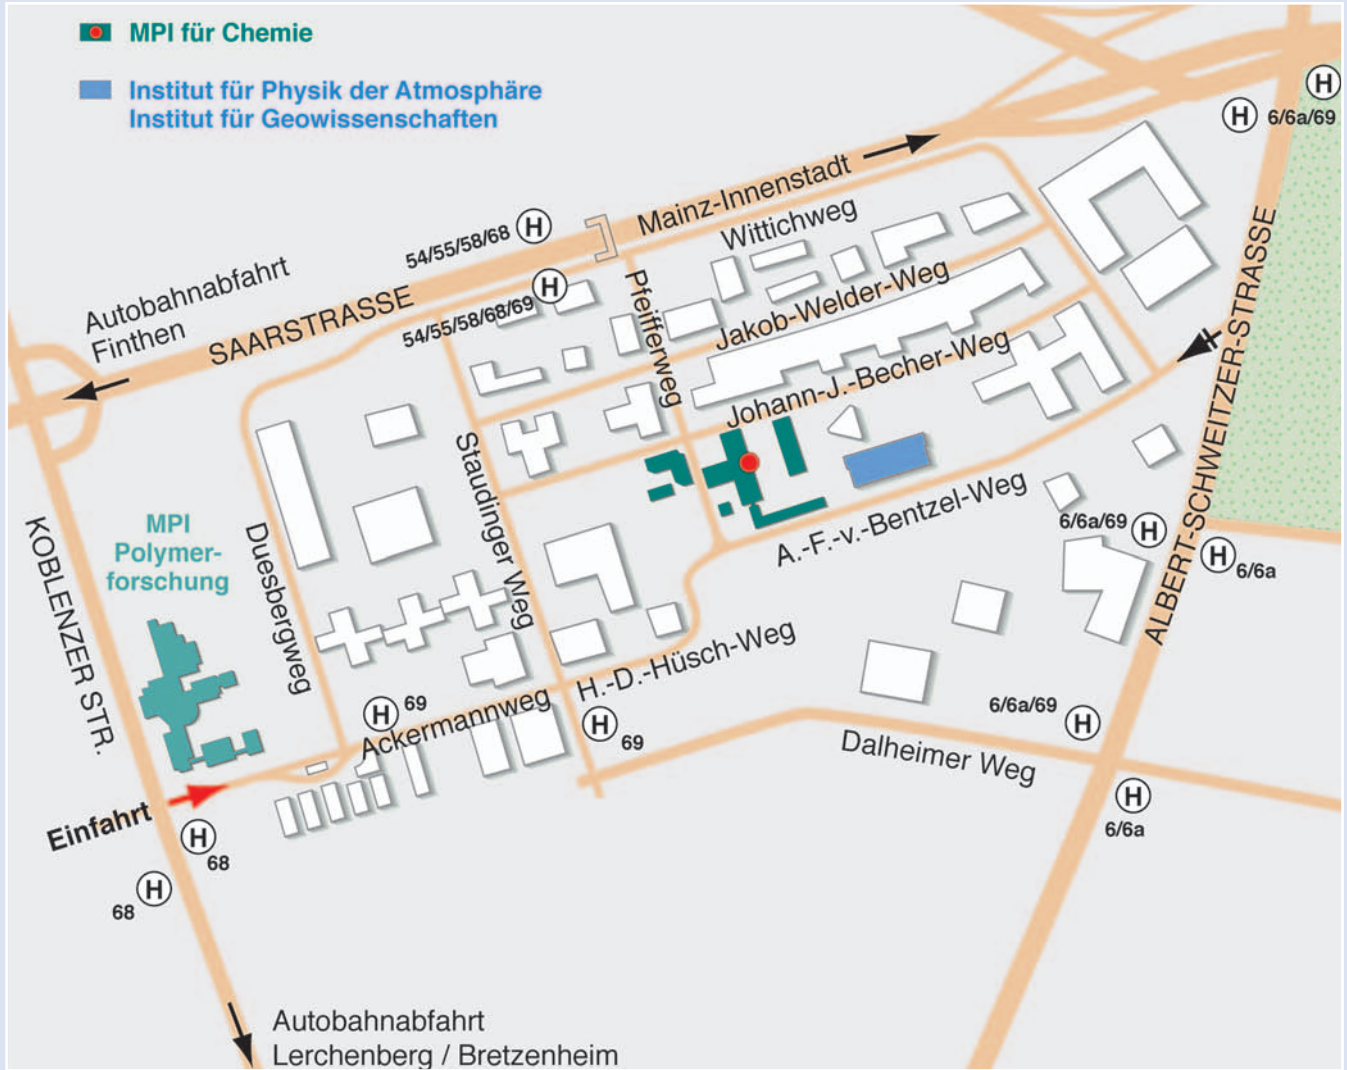 MPI für Chemie
Institut für Physik der Atmosphäre
Institut für Geowissenschaften
H
H
6/6a/69
Mainz-Innenstadt
Wittichweg
H
54/55/58/68
Autobahnabfahrt
Finthen
SAARSTRASSE
H
54/55/58/68/69
Pfeifferweg
Jakob-Welder-Weg
Johann-J.-Becher-Weg
ALBERT-SCHWEITZER-STRASSE
Staudinger Weg
A.-F.-v.-Bentzel-Weg
6/6a/69
H
H
6/6a
KOBLENZER STR.
MPI
Polymer-
forschung
Duesbergweg
H.-D.-Hüsch-Weg
H
69
Ackermannweg
H
69
6/6a/69
H
Dalheimer Weg
H
6/6a
Einfahrt
H
68
H
68
Autobahnabfahrt
Lerchenberg / Bretzenheim